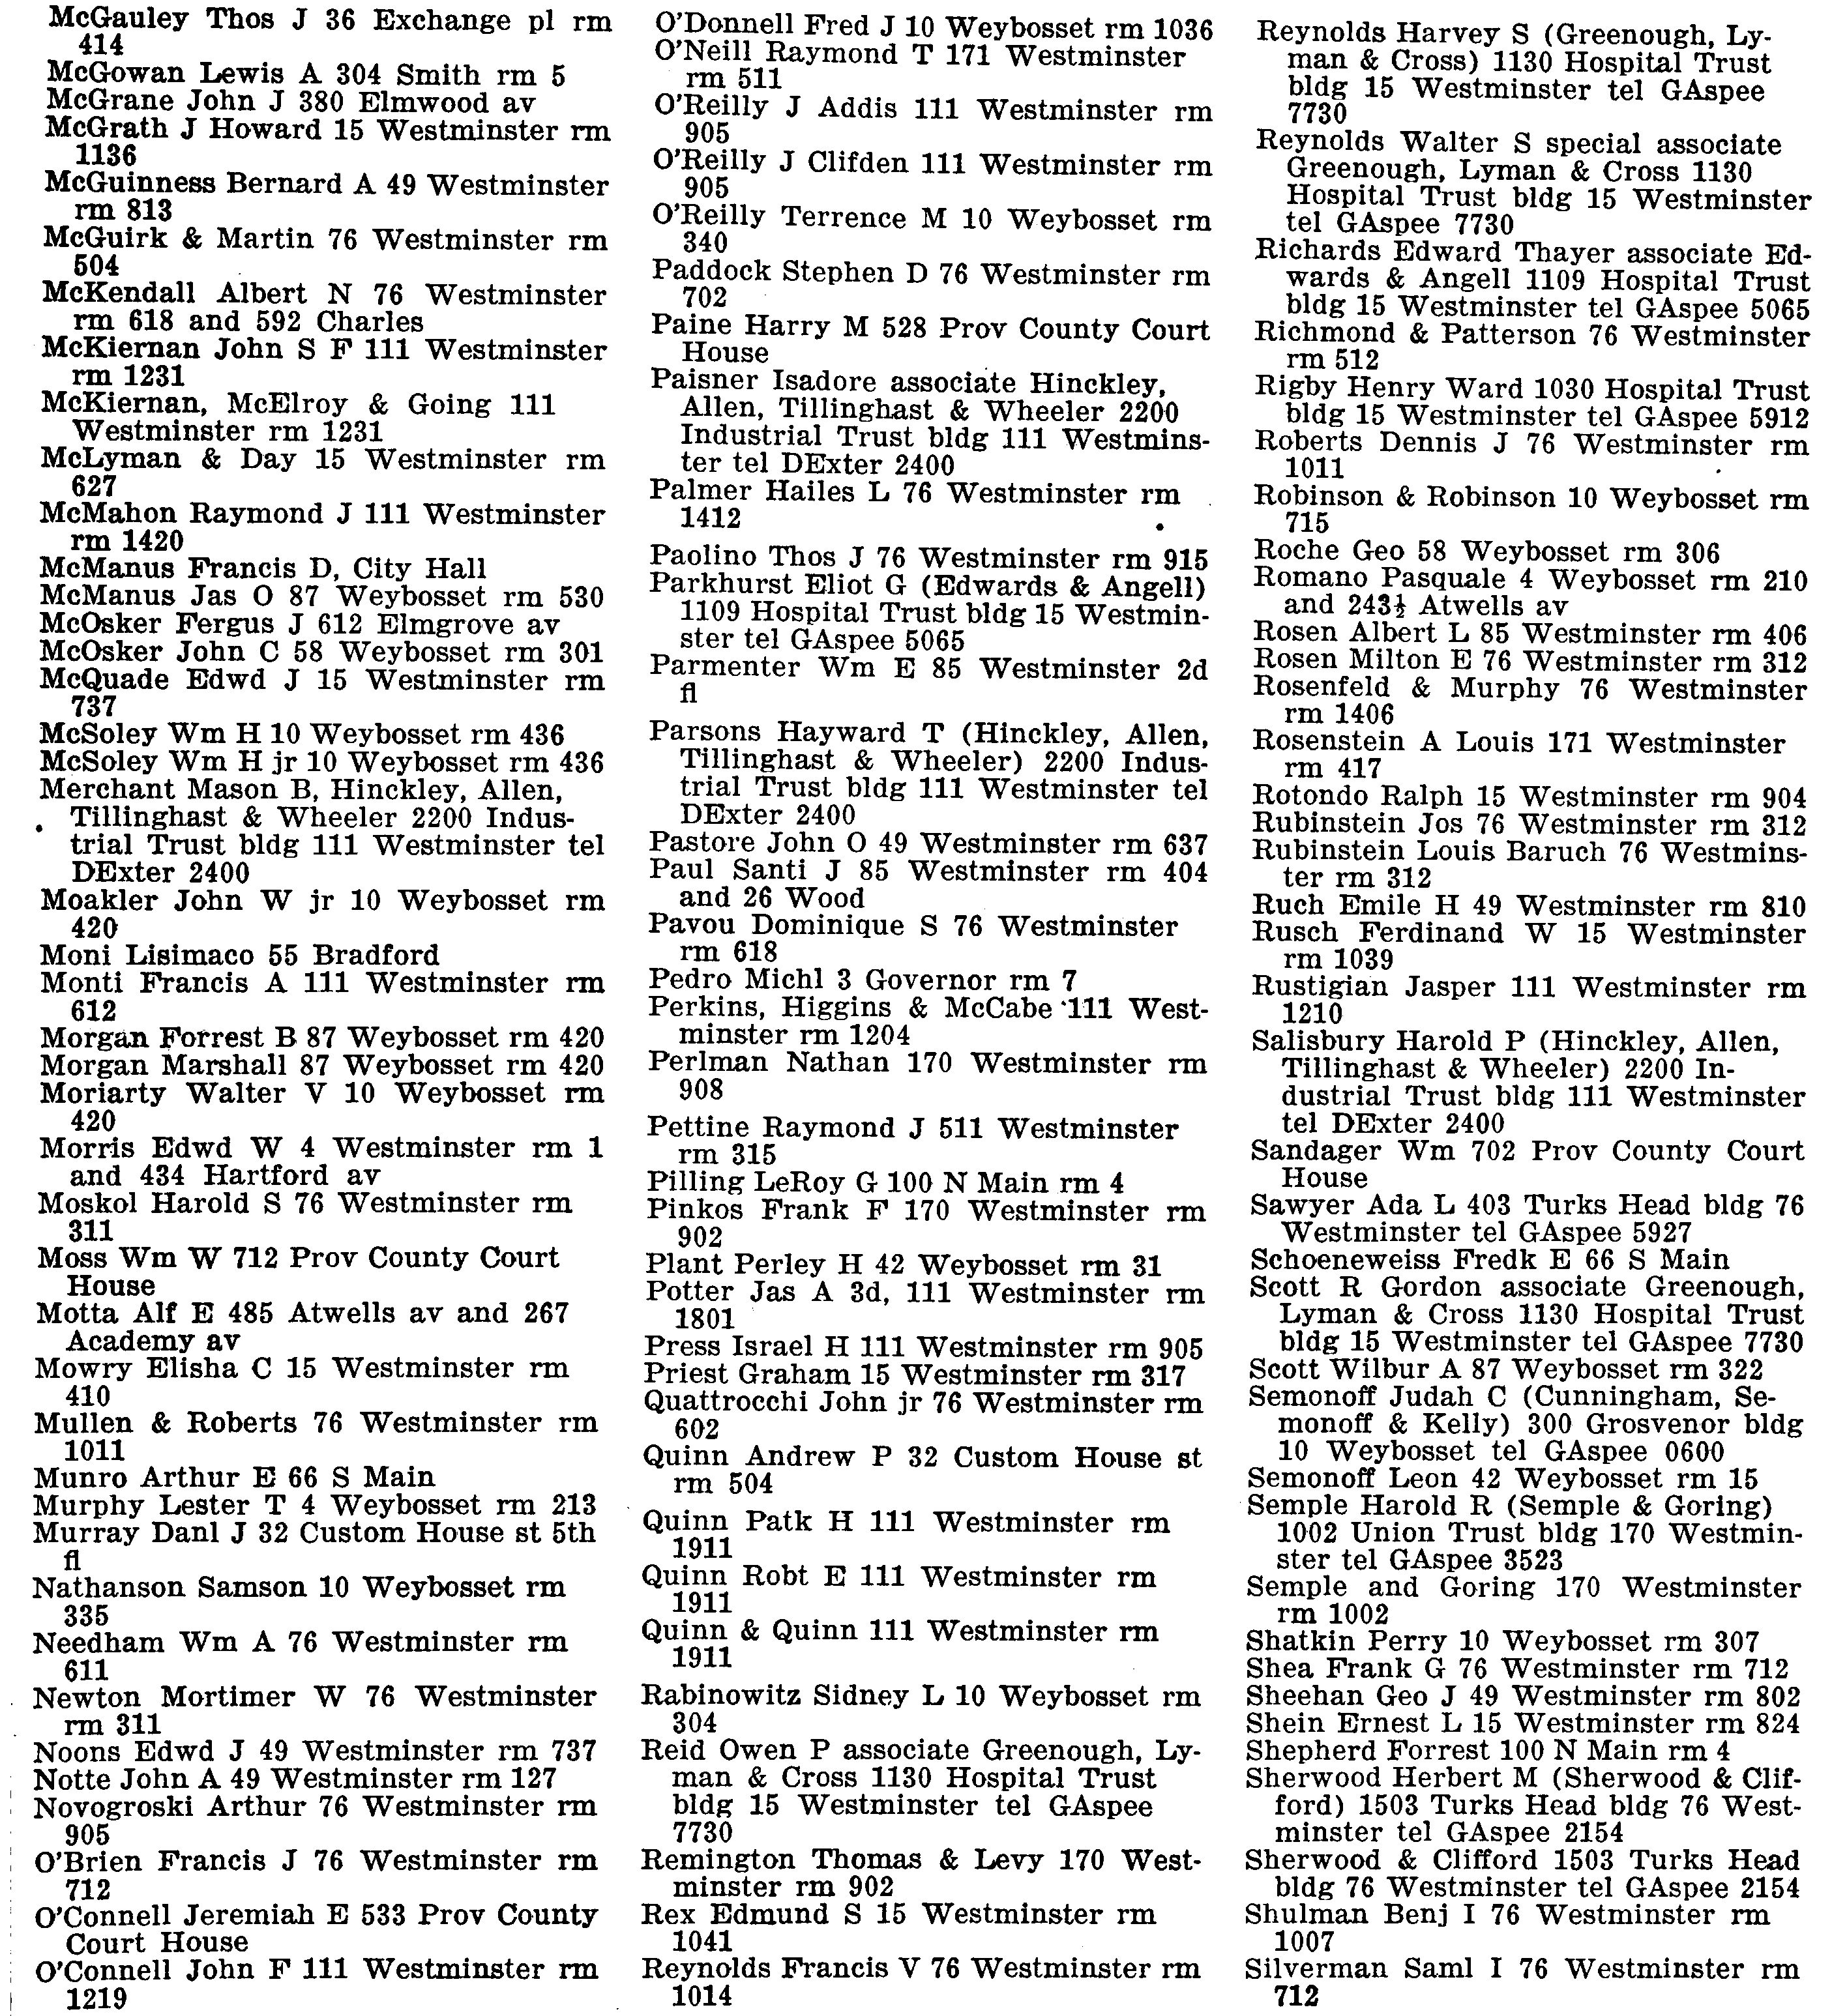 McGauley Thos J 36 Exchange pl rm
414
McGowan Lewis A 304 Smith rm 5
McGrane John J 380 Elmwood av
McGrath J Howard 15 Westminster rm
1136
McGuinness Bernard A 49 Westminster
rm 813
McGuirk & Martin 76 Westminster rm
504
McKendall Albert N 76 Westminster
rm 618 and 592 Charles
McKiernan John S F 111 Westminster
rm 1231
McKiernan, McElroy & Going 111
Westminster rm 1231
McLyman & Day 15 Westminster rm
627
McMahon Raymond J 111 Westminster
rm 1420
McManus Francis D, City Hall
McManus Jas O 87 Weybosset rm 530
McOsker Fergus J 612 Elmgrove av
McOsker John C 58 Weybosset rm 301
McQuade Edwd J 15 Westminster rm
737
McSoley Wm H 10 Weybosset rm 436
McSoley Wm H jr 10 Weybosset rm 436
Merchant Mason B, Hinckley, Allen,
Tillinghast & Wheeler 2200 Indus-
trial Trust bldg 111 Westminster tel
DExter 2400
Moakler John W jr 10 Weybosset rm
420
Moni Lisimaco 55 Bradford
Monti Francis A 111 Westminster rm
612
Morgan Forrest B 87 Weybosset rm 420
Morgan Marshall 87 Weybosset rm 420
Moriarty Walter V 10 Weybosset rm
420
Morris Edwd W 4 Westminster rm 1
and 434 Hartford av
Moskol Harold S 76 Westminster rm
311
Moss Wm W 712 Prov County Court
House
Motta Alf E 485 Atwells av and 267
Academy av
Mowry Elisha C 15 Westminster rm
410
Mullen & Roberts 76 Westminster rm
1011
Munro Arthur E 66 S Main
Murphy Lester T 4 Weybosset rm 213
Murray Danl J 32 Custom House st 5th
fl
Nathanson Samson 10 Weybosset rm
335
Needham Wm A 76 Westminster rm
611
Newton Mortimer W 76 Westminster
rm 311
Noons Edwd J 49 Westminster rm 737
Notte John A 49 Westminster rm 127
Novogroski Arthur 76 Westminster rm
905
O'Brien Francis J 76 Westminster rm
712
O'Connell Jeremiah E 533 Prov County
Court House
O'Connell John F 111 Westminster rm
1219
O'Donnell Fred J 10 Weybosset rm 1036
O'Neill Raymond T 171 Westminster
rm 511
O'Reilly J Addis 111 Westminster rm
905
O'Reilly J Clifden 111 Westminster rm
905
O'Reilly Terrence M 10 Weybosset rm
340
Paddock Stephen D 76 Westminster rm
702
Paine Harry M 528 Prov County Court
House
Paisner Isadore associate Hinckley,
Allen, Tillinghast & Wheeler 2200
Industrial Trust bldg 111 Westmins-
ter tel DExter 2400
Palmer Hailes L 76 Westminster rm
1412
Paolino Thos J 76 Westminster rm 915
Parkhurst Eliot G (Edwards & Angell)
1109 Hospital Trust bldg 15 Westmin-
ster tel GAspee 5065
Parmenter Wm E 85 Westminster 2d
fl
Parsons Hayward T (Hinckley, Allen,
Tillinghast & Wheeler) 2200 Indus-
trial Trust bldg 111 Westminster tel
DExter 2400
Pastore John O 49 Westminster rm 637
Paul Santi J 85 Westminster rm 404
and 26 Wood
Pavou Dominique S 76 Westminster
rm 618
Pedro Michl 3 Governor rm 7
Perkins, Higgins & McCabe 111 West-
minster rm 1204
Perlman Nathan 170 Westminster rm
908
Pettine Raymond J 511 Westminster
rm 315
Pilling LeRoy G 100 N Main rm 4
Pinkos Frank F 170 Westminster rm
902
Plant Perley H 42 Weybosset rm 31
Potter Jas A 3d, 111 Westminster rm
1801
Press Israel H 111 Westminster rm 905
Priest Graham 15 Westminster rm 317
Quattrocchi John jr 76 Westminster rm
602
Quinn Andrew P 32 Custom House st
rm 504
Quinn Patk H 111 Westminster rm
1911
Quinn Robt E 111 Westminster rm
1911
Quinn & Quinn 111 Westminster rm
1911
Rabinowitz Sidney L 10 Weybosset rm
304
Reid Owen P associate Greenough, Ly-
man & Cross 1130 Hospital Trust
bldg 15 Westminster tel GAspee
7730
Remington Thomas & Levy 170 West-
minster rm 902
Rex Edmund S 15 Westminster rm
1041
Reynolds Francis V 76 Westminster rm
1014
Reynolds Harvey S (Greenough, Ly-
man & Cross) 1130 Hospital Trust
bldg 15 Westminster tel GAspee
7730
Reynolds Walter S special associate
Greenough, Lyman & Cross 1130
Hospital Trust bldg 15 Westminster
tel GAspee 7730
Richards Edward Thayer associate Ed-
wards & Angell 1109 Hospital Trust
bldg 15 Westminster tel GAspee 5065
Richmond & Patterson 76 Westminster
rm 512
Rigby Henry Ward 1030 Hospital Trust
bldg 15 Westminster tel GAspee 5912
Roberts Dennis J 76 Westminster rm
1011
Robinson & Robinson 10 Weybosset rm
715
Roche Geo 58 Weybosset rm 306
Romano Pasquale 4 Weybosset rm 210
and 243½ Atwells av
Rosen Albert L 85 Westminster rm 406
Rosen Milton E 76 Westminster rm 312
Rosenfeld & Murphy 76 Westminster
rm 1406
Rosenstein A Louis 171 Westminster
rm 417
Rotondo Ralph 15 Westminster rm 904
Rubinstein Jos 76 Westminster rm 312
Rubinstein Louis Baruch 76 Westmins-
ter rm 312
Ruch Emile H 49 Westminster rm 810
Rusch Ferdinand W 15 Westminster
rm 1039
Rustigian Jasper 111 Westminster rm
1210
Salisbury Harold P (Hinckley, Allen,
Tillinghast & Wheeler) 2200 In-
dustrial Trust bldg 111 Westminster
tel DExter 2400
Sandager Wm 702 Prov County Court
House
Sawyer Ada L 403 Turks Head bldg 76
Westminster tel GAspee 5927
Schoeneweiss Fredk E 66 S Main
Scott R Gordon associate Greenough,
Lyman & Cross 1130 Hospital Trust
bldg 15 Westminster tel GAspee 7730
Scott Wilbur A 87 Weybosset rm 322
Semonoff Judah C (Cunningham, Se-
monoff & Kelly) 300 Grosvenor bldg
10 Weybosset tel GAspee 0600
Semonoff Leon 42 Weybosset rm 15
Semple Harold R (Semple & Goring)
1002 Union Trust bldg 170 Westmin-
ster tel GAspee 3523
Semple and Goring 170 Westminster
rm 1002
Shatkin Perry 10 Weybosset rm 307
Shea Frank G 76 Westminster rm 712
Sheehan Geo J 49 Westminster rm 802
Shein Ernest L 15 Westminster rm 824
Shepherd Forrest 100 N Main rm 4
Sherwood Herbert M (Sherwood & Clif-
ford) 1503 Turks Head bldg 76 West-
minster tel GAspee 2154
Sherwood & Clifford 1503 Turks Head
bldg 76 Westminster tel GAspee 2154
Shulman Benj I 76 Westminster rm
1007
Silverman Saml I 76 Westminster rm
712